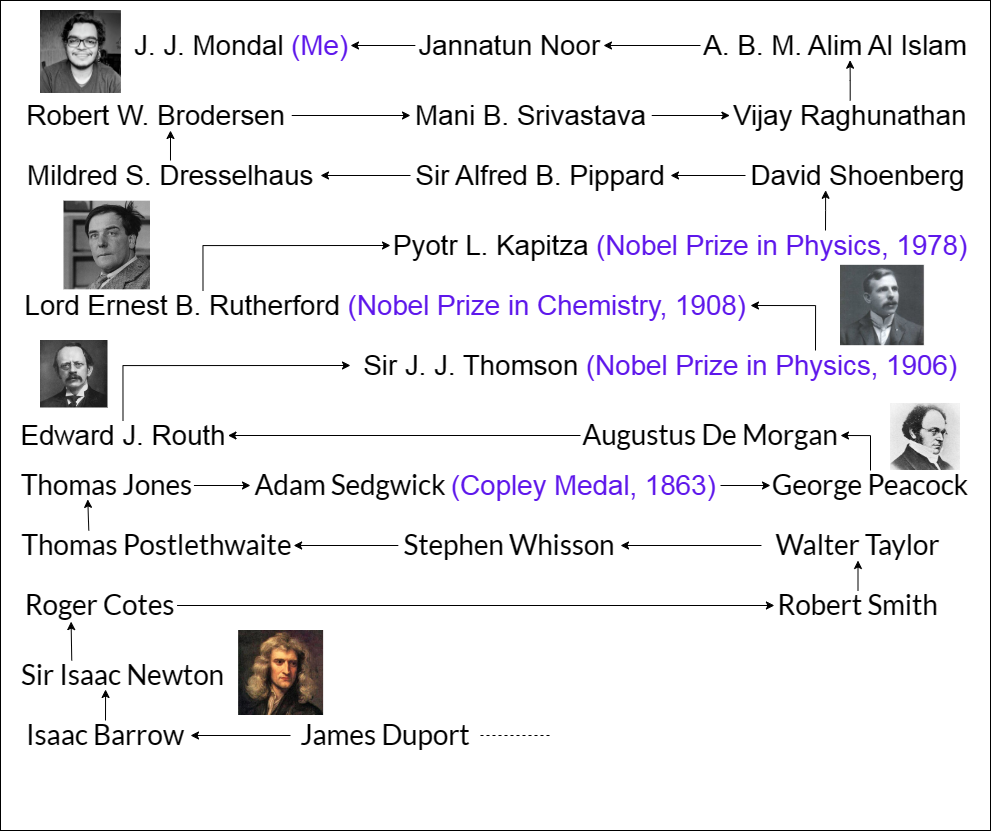 J. J. Mondal (Me) Jannatun Noor A. B. M. Alim Al Islam
Robert W. Brodersen Mani B. Srivastava Vijay Raghunathan
Mildred S. Dresselhaus Sir Alfred B. Pippard David Shoenberg
Pyotr L. Kapitza (Nobel Prize in Physics, 1978)
Lord Ernest B. Rutherford (Nobel Prize in Chemistry, 1908)
Sir J. J. Thomson (Nobel Prize in Physics, 1906)
Edward J. Routh Augustus De Morgan
Thomas Jones Adam Sedgwick (Copley Medal, 1863) George Peacock
Thomas Postlethwaite Stephen Whisson Walter Taylor
Roger Cotes Robert Smith
Sir Isaac Newton
Isaac Barrow James Duport